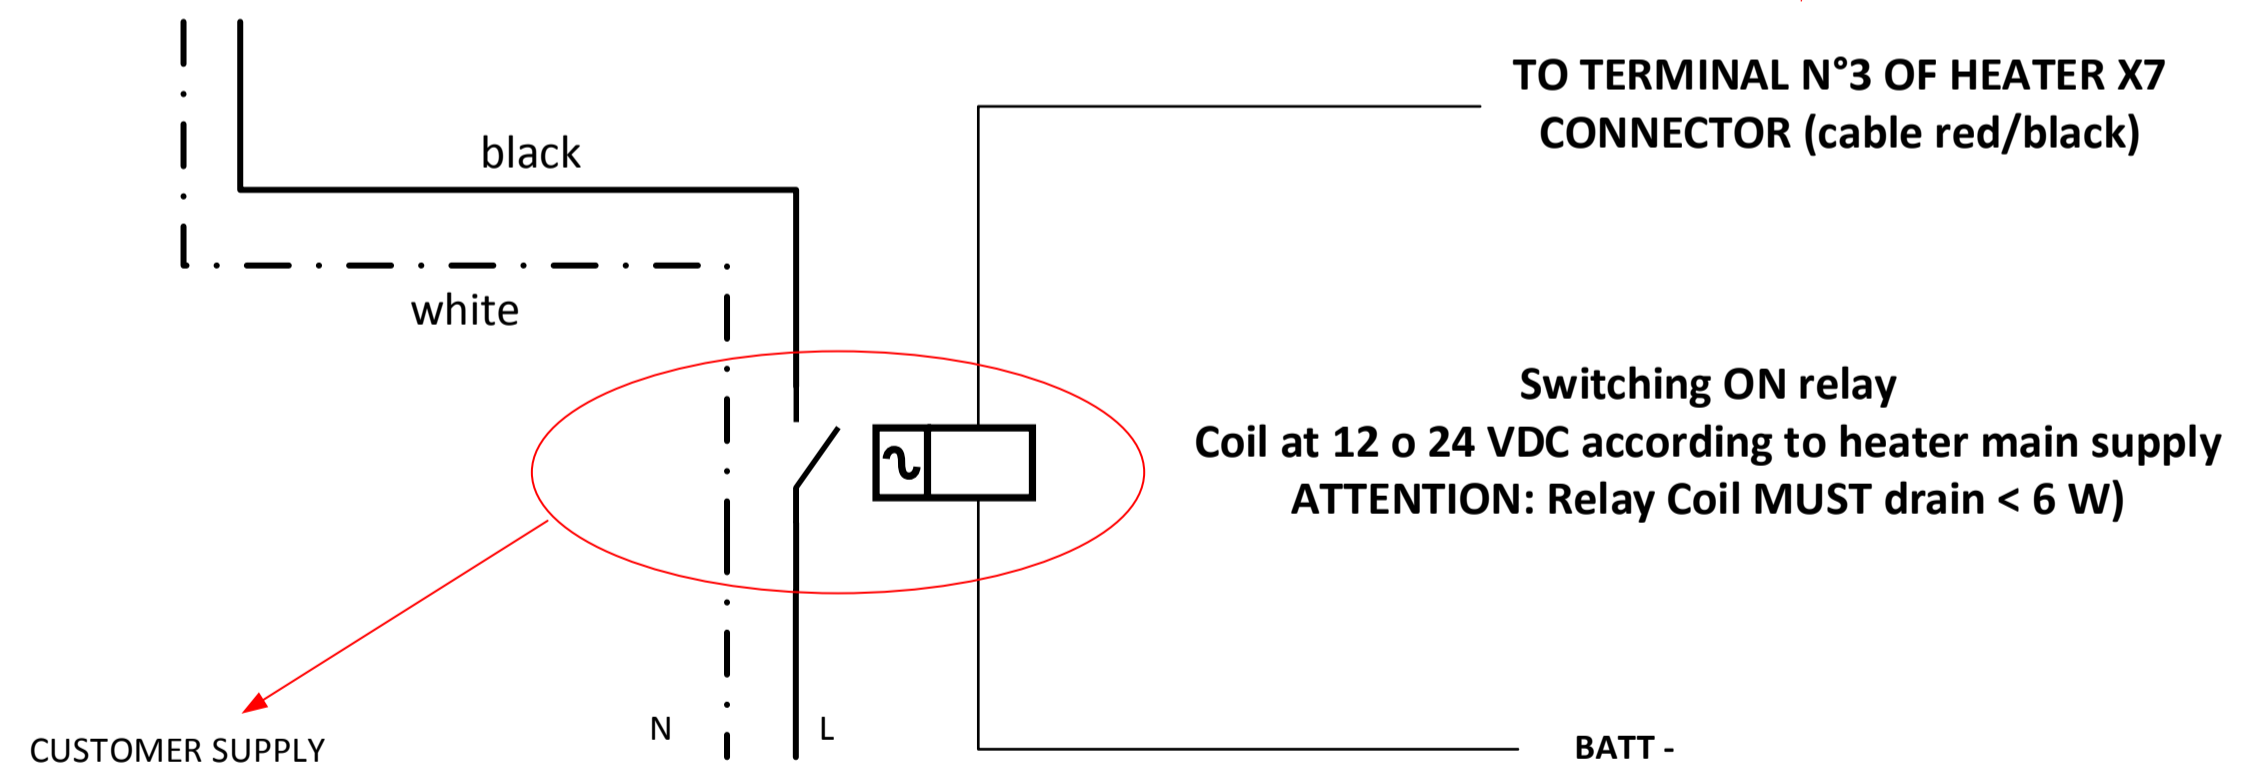 TO TERMINAL N°3 OF HEATER X7
CONNECTOR (cable red/black)
black
white
Switching ON relay
Coil at 12 o 24 VDC according to heater main supply
ATTENTION: Relay Coil MUST drain < 6 W)
N
L
CUSTOMER SUPPLY
BATT -